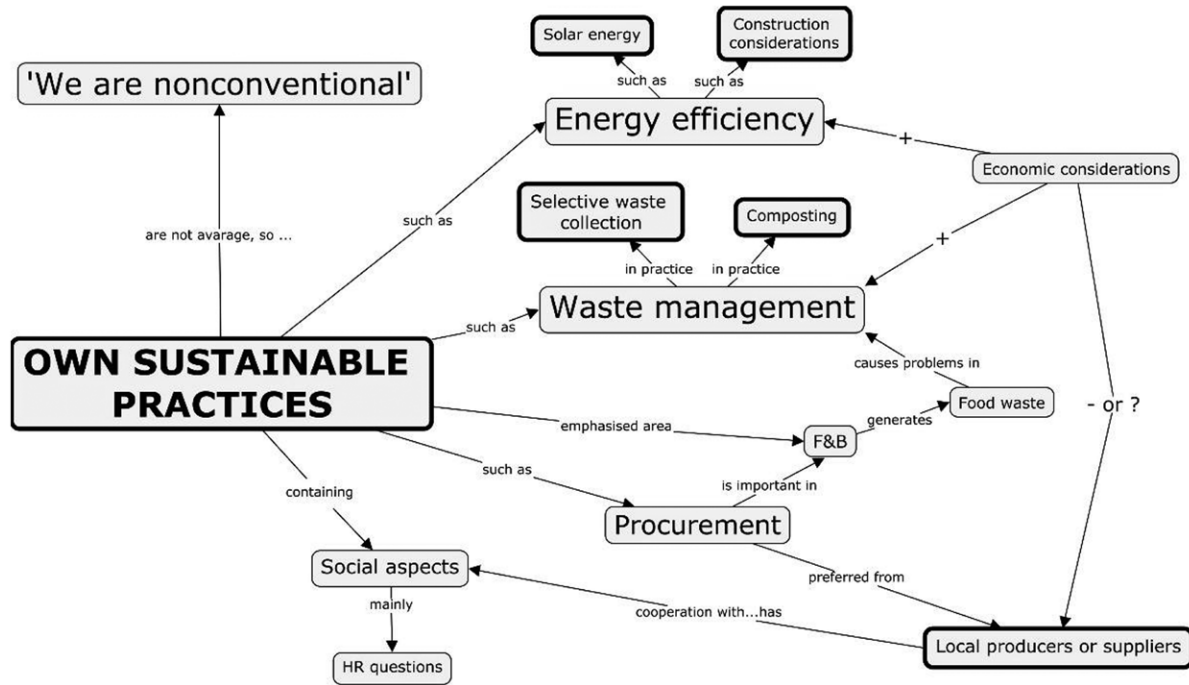 Solar energy
Construction
considerations
'We are nonconventional'
such as
such as
Energy efficiency
+
Economic considerations
Selective waste
collection
Composting
such as
are not avarage, so ...
+
in practice
in practice
Waste management
such as
OWN SUSTAINABLE
PRACTICES
causes problems in
Food waste
- or ?
emphasised area
generates
F&B
such as
is important in
containing
Procurement
Social aspects
preferred from
mainly
cooperation with...has
HR questions
Local producers or suppliers